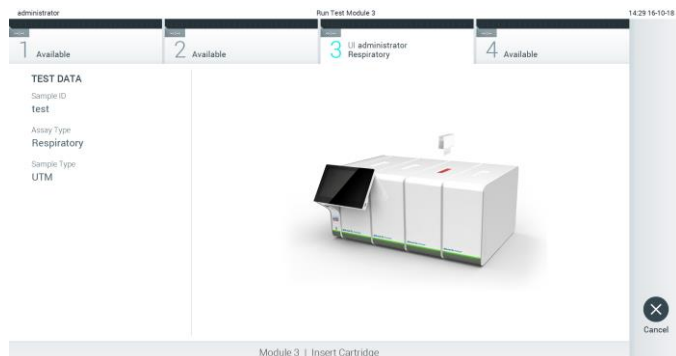 administrator
Run Test Module 3
14:29 16-10-18
1 Available
2 Available
3 UI administrator
Respiratory
4 Available
TEST DATA
Sample ID
test
Assay Type
Respiratory
Sample Type
UTM
Cancel
Module 3 | Insert Cartridge